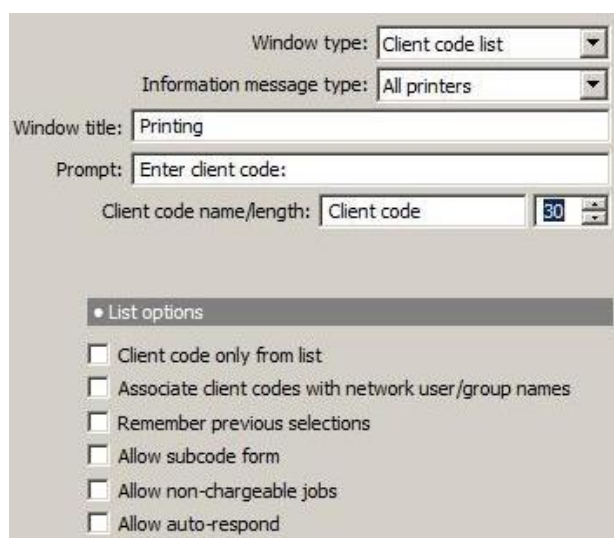 Window type: Client code list
Information message type: All printers
Window title: Printing
Prompt: Enter client code:
Client code name/length: Client code 30
• List options
Client code only from list
Associate client codes with network user/group names
Remember previous selections
Allow subcode form
Allow non-chargeable jobs
Allow auto-respond